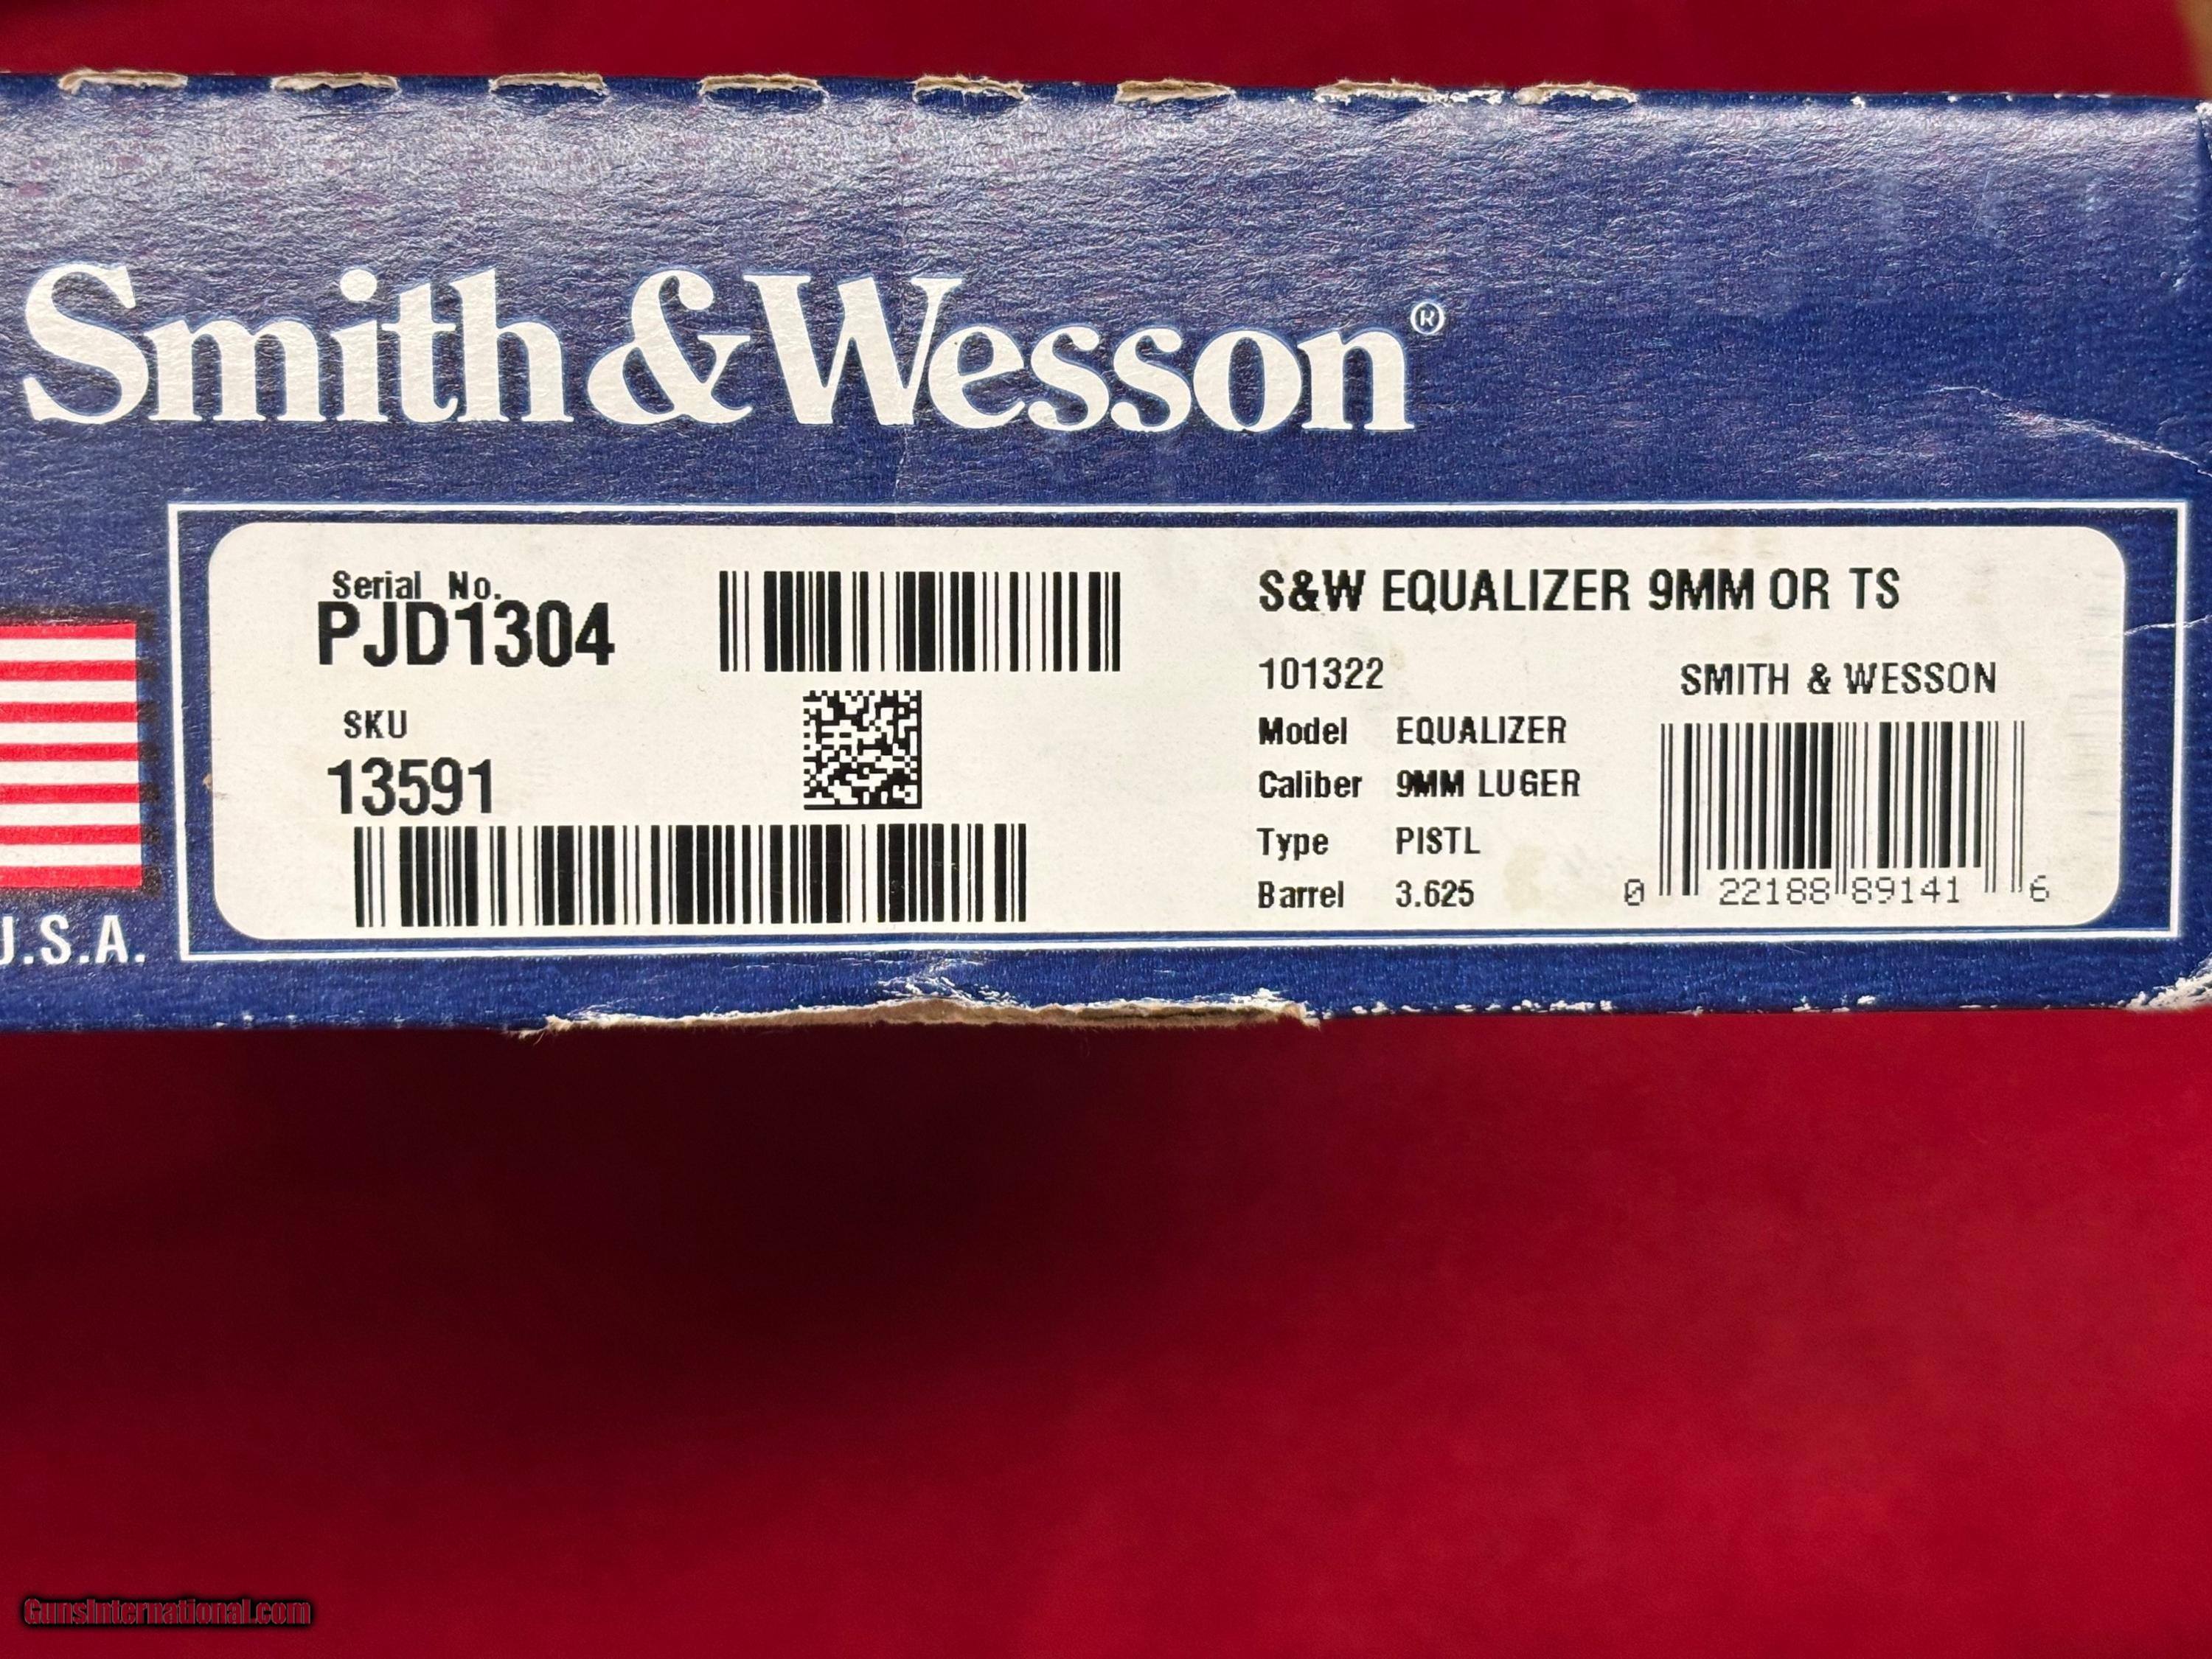 Smith & Wesson®
Serial No.
PJD1304
SKU
13591
S&W EQUALIZER 9MM OR TS
101322
SMITH & WESSON
Model EQUALIZER
Caliber 9MM LUGER
Type PISTL
Barrel 3.625
0 22188 89141 6
U.S.A.
GunsInternational.com